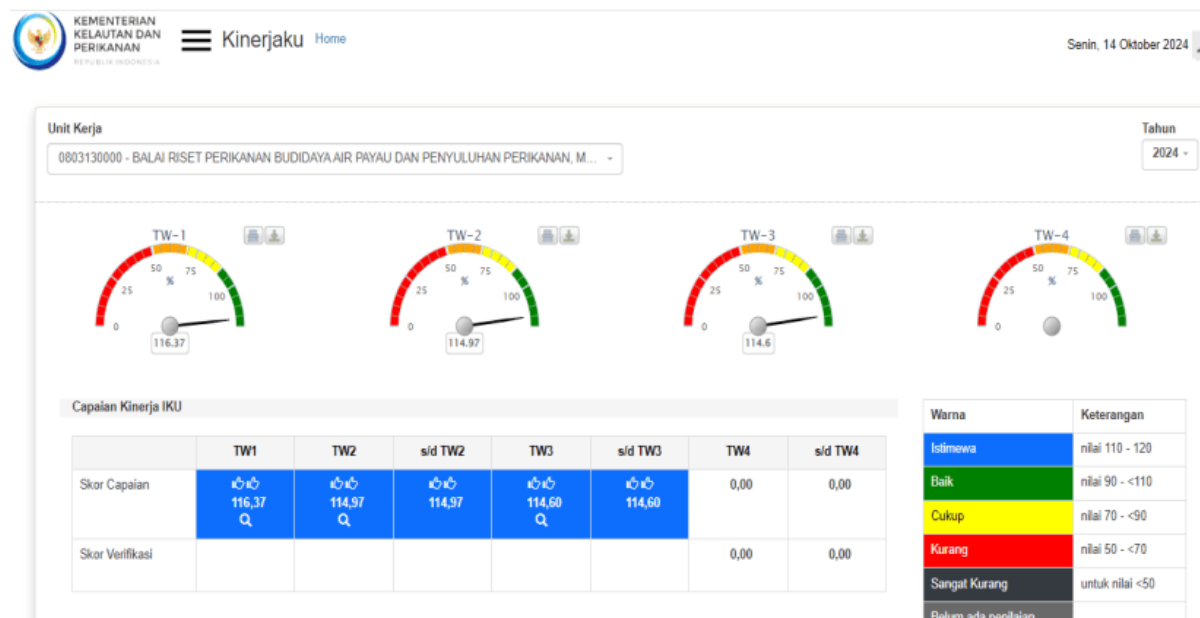 KEMENTERIAN
KELAUTAN DAN
PERIKANAN
REPUBLIK INDONESIA
Kinerjaku Home
Senin, 14 Oktober 2024
Unit Kerja
Tahun
0803130000 - BALAI RISET PERIKANAN BUDIDAYA AIR PAYAU DAN PENYULUHAN PERIKANAN, M...
2024
TW-1
0 25 50 75 100
%
116.37
TW-2
0 25 50 75 100
%
114.97
TW-3
0 25 50 75 100
%
114.6
TW-4
0 25 50 75 100
%
Capaian Kinerja IKU
TW1 TW2 s/d TW2 TW3 s/d TW3 TW4 s/d TW4
Skor Capaian 116,37 114,97 114,97 114,60 114,60 0,00 0,00
Skor Verifikasi 0,00 0,00
Warna Keterangan
Istimewa nilai 110 - 120
Baik nilai 90 - <110
Cukup nilai 70 - <90
Kurang nilai 50 - <70
Sangat Kurang untuk nilai <50
Belum ada penilaian